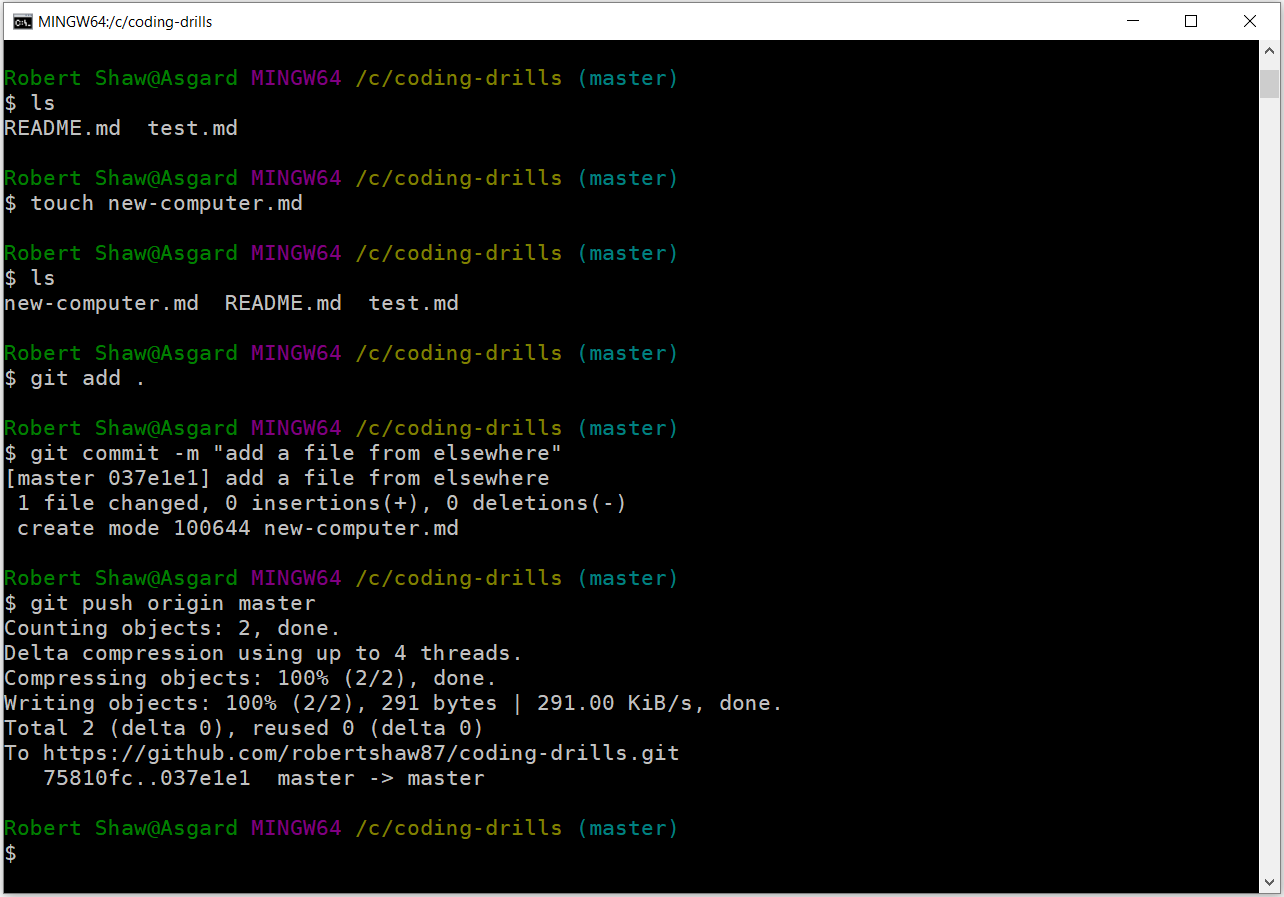 MINGW64:/c/coding-drills
Robert Shaw@Asgard MINGW64 /c/coding-drills (master)
$ ls
README.md  test.md
Robert Shaw@Asgard MINGW64 /c/coding-drills (master)
$ touch new-computer.md
Robert Shaw@Asgard MINGW64 /c/coding-drills (master)
$ ls
new-computer.md  README.md  test.md
Robert Shaw@Asgard MINGW64 /c/coding-drills (master)
$ git add .
Robert Shaw@Asgard MINGW64 /c/coding-drills (master)
$ git commit -m "add a file from elsewhere"
[master 037e1e1] add a file from elsewhere
 1 file changed, 0 insertions(+), 0 deletions(-)
 create mode 100644 new-computer.md
Robert Shaw@Asgard MINGW64 /c/coding-drills (master)
$ git push origin master
Counting objects: 2, done.
Delta compression using up to 4 threads.
Compressing objects: 100% (2/2), done.
Writing objects: 100% (2/2), 291 bytes | 291.00 KiB/s, done.
Total 2 (delta 0), reused 0 (delta 0)
To https://github.com/robertshaw87/coding-drills.git
   75810fc..037e1e1  master -> master
Robert Shaw@Asgard MINGW64 /c/coding-drills (master)
$